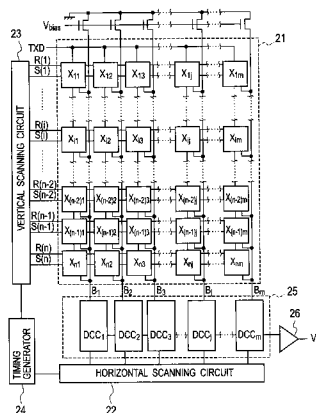 Vbias
23
21
TXD
R(1)
S(1)
X11 X12 X13 X1j X1m
R(i)
S(i)
Xi1 Xi2 Xi3 Xij Xim
R(n-2)
S(n-2)
X(n-2)1 X(n-2)2 X(n-2)3 X(n-2)j X(n-2)m
R(n-1)
S(n-1)
X(n-1)1 X(n-1)2 X(n-1)3 X(n-1)j X(n-1)m
R(n)
S(n)
Xn1 Xn2 Xn3 Xnj Xnm
VERTICAL SCANNING CIRCUIT
B1 B2 B3 Bj Bm
25
26
DCC1 DCC2 DCC3 DCCj DCCm
V
TIMING GENERATOR
HORIZONTAL SCANNING CIRCUIT
24
22